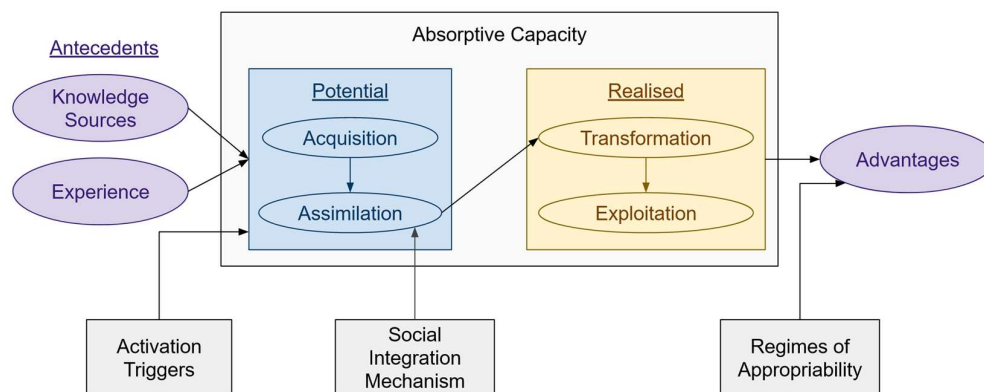 Absorptive Capacity
Antecedents
Knowledge
Sources
Experience
Potential
Acquisition
Assimilation
Realised
Transformation
Exploitation
Advantages
Activation
Triggers
Social
Integration
Mechanism
Regimes of
Appropriability